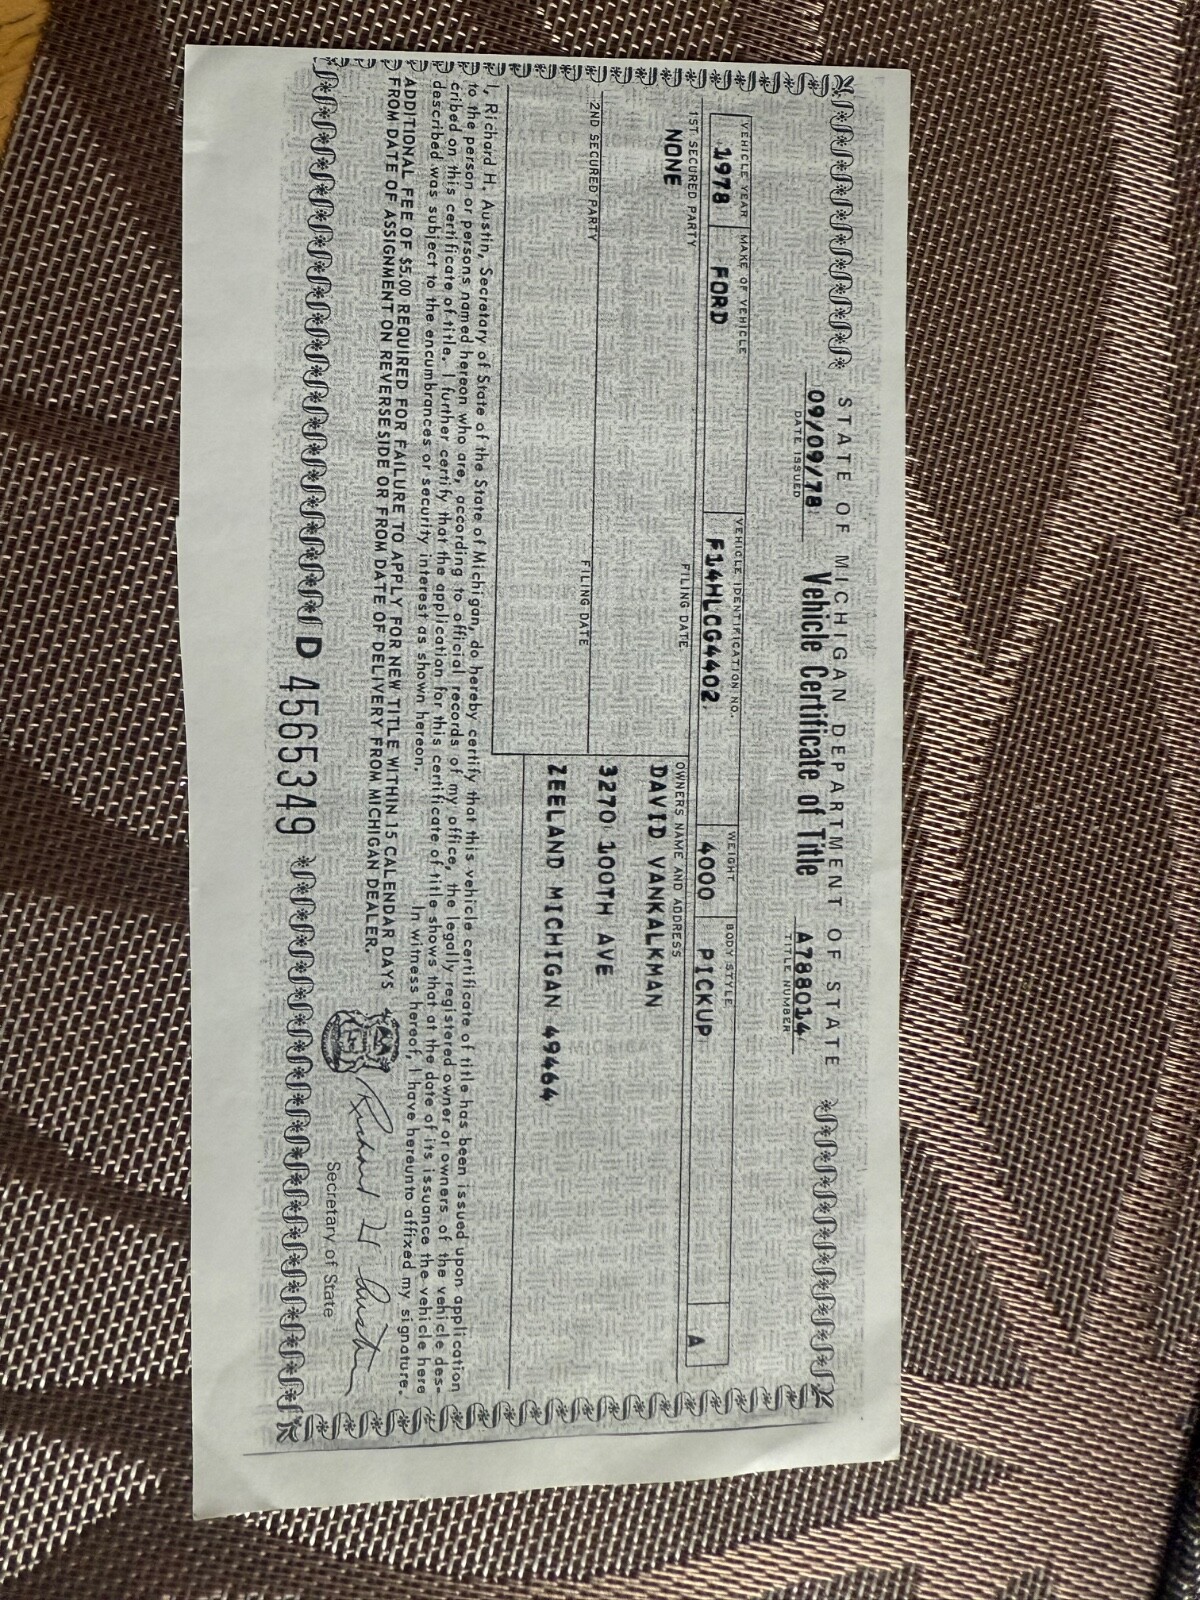 STATE OF MICHIGAN DEPARTMENT OF STATE
09/09/78 Vehicle Certificate of Title A788014
DATE ISSUED TITLE NUMBER
VEHICLE YEAR MAKE OF VEHICLE VEHICLE IDENTIFICATION NO. WEIGHT BODY STYLE
1978 FORD F14HLCG4402 4000 PICKUP A
1ST SECURED PARTY FILING DATE
NONE
2ND SECURED PARTY FILING DATE
OWNERS NAME AND ADDRESS
DAVID VANKALKMAN
3270 100TH AVE
ZEELAND MICHIGAN 49464
STATE OF MICHIGAN
I, Richard H. Austin, Secretary of State of the State of Michigan, do hereby certify that this vehicle certificate of title has been issued upon application
to the person or persons named hereon who are, according to official records of my office, the legally registered owner or owners of the vehicle des-
cribed on this certificate of title. I further certify that the application for this certificate of title shows that at the date of its issuance the vehicle here
described was subject to the encumbrances or security interest as shown hereon. In witness hereof, I have hereunto affixed my signature.
ADDITIONAL FEE OF $5.00 REQUIRED FOR FAILURE TO APPLY FOR NEW TITLE WITHIN 15 CALENDAR DAYS
FROM DATE OF ASSIGNMENT ON REVERSE SIDE OR FROM DATE OF DELIVERY FROM MICHIGAN DEALER.
Richard H. Austin
Secretary of State
D 4565349